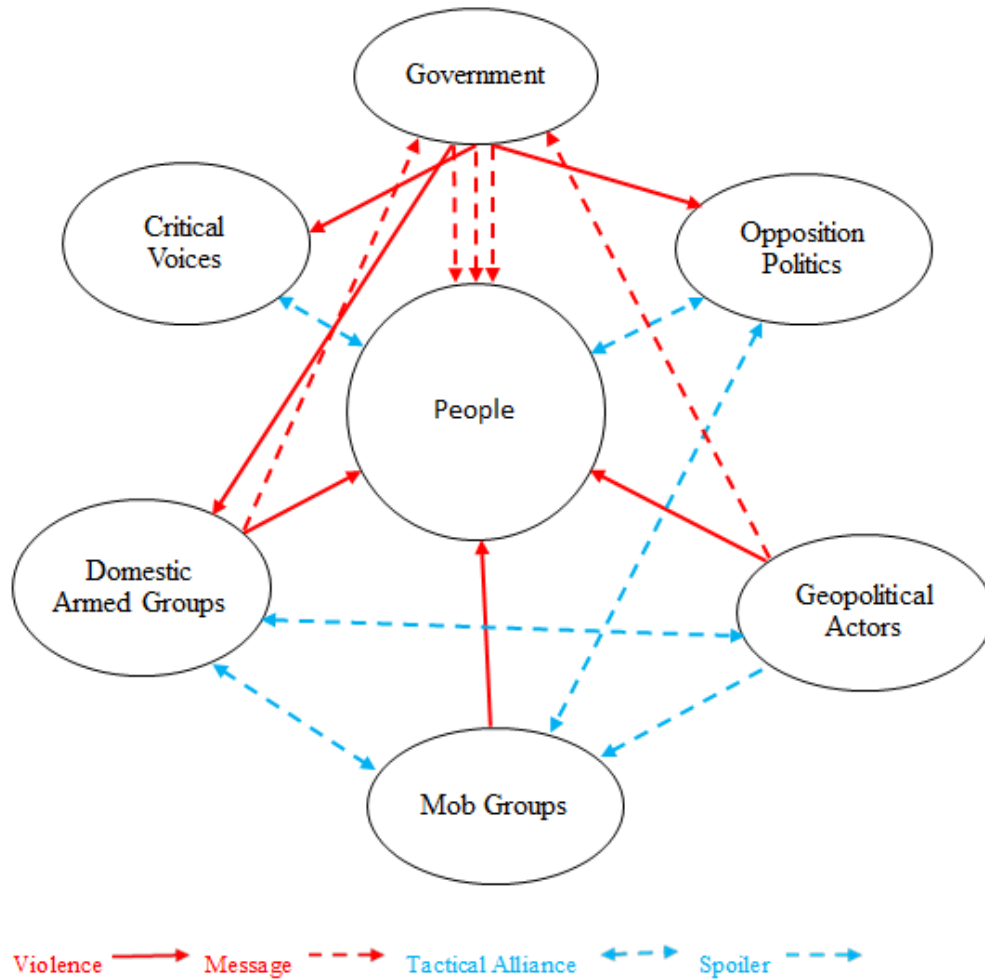 Government
Critical
Voices
Opposition
Politics
People
Domestic
Armed Groups
Geopolitical
Actors
Mob Groups
Violence Message Tactical Alliance Spoiler